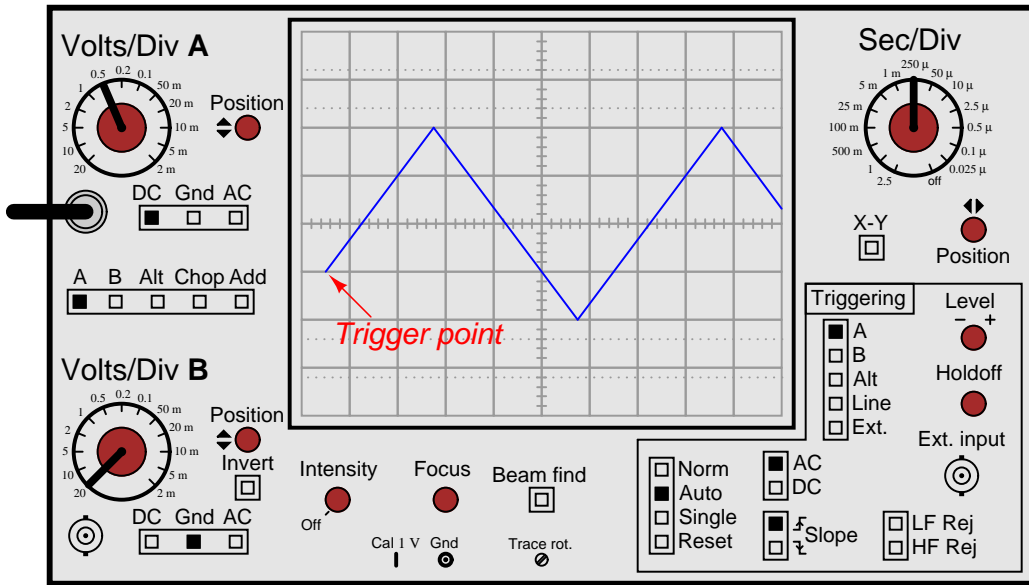 Volts/Div A
0.5 0.2 0.1
1 50 m
2 20 m
5 10 m
10 5 m
20 2 m
Position
DC Gnd AC
A B Alt Chop Add
Volts/Div B
0.5 0.2 0.1
1 50 m
2 20 m
5 10 m
10 5 m
20 2 m
Position
Invert
DC Gnd AC
Trigger point
Intensity
Off
Focus
Beam find
Cal 1 V Gnd
Trace rot.
Sec/Div
250 µ
1 m 50 µ
5 m 10 µ
25 m 2.5 µ
100 m 0.5 µ
500 m 0.1 µ
1 0.025 µ
2.5 off
X-Y
Position
Triggering
A
B
Alt
Line
Ext.
Level
− +
Holdoff
Ext. input
Norm
Auto
Single
Reset
AC
DC
Slope
LF Rej
HF Rej